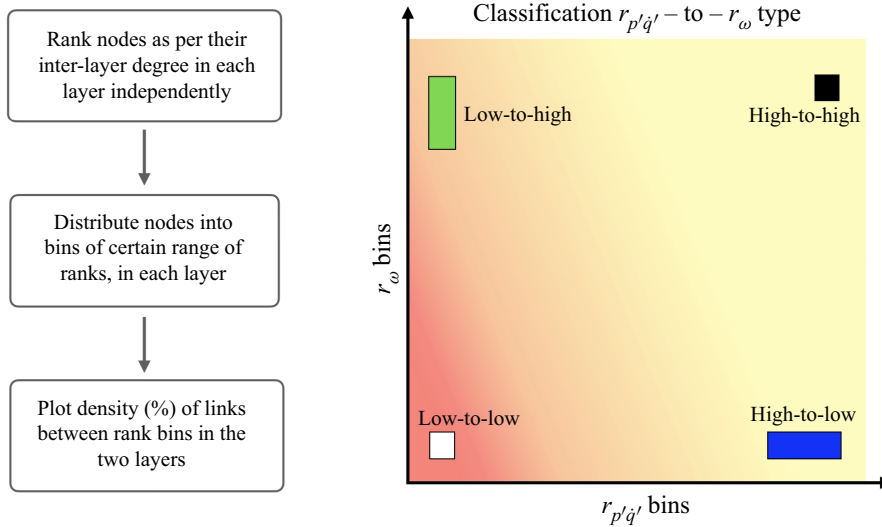 Rank nodes as per their
inter-layer degree in each
layer independently
Distribute nodes into
bins of certain range of
ranks, in each layer
Plot density (%) of links
between rank bins in the
two layers
Classification r_{p′q̇′} – to – r_ω type
Low-to-high
High-to-high
r_ω bins
Low-to-low
High-to-low
r_{p′q̇′} bins